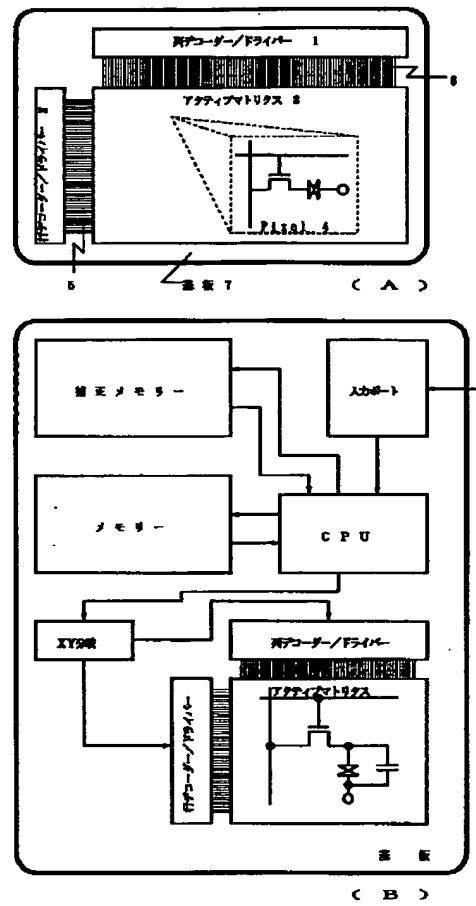 列デコーダー/ドライバー 1
6
アクティブマトリクス 3
行デコーダー/ドライバー
Pixel 4
5
基板 7
( A )
補正メモリー
入力ポート
メモリー
CPU
XY分岐
列デコーダー/ドライバー
アクティブマトリクス
行デコーダー/ドライバー
基 板
( B )